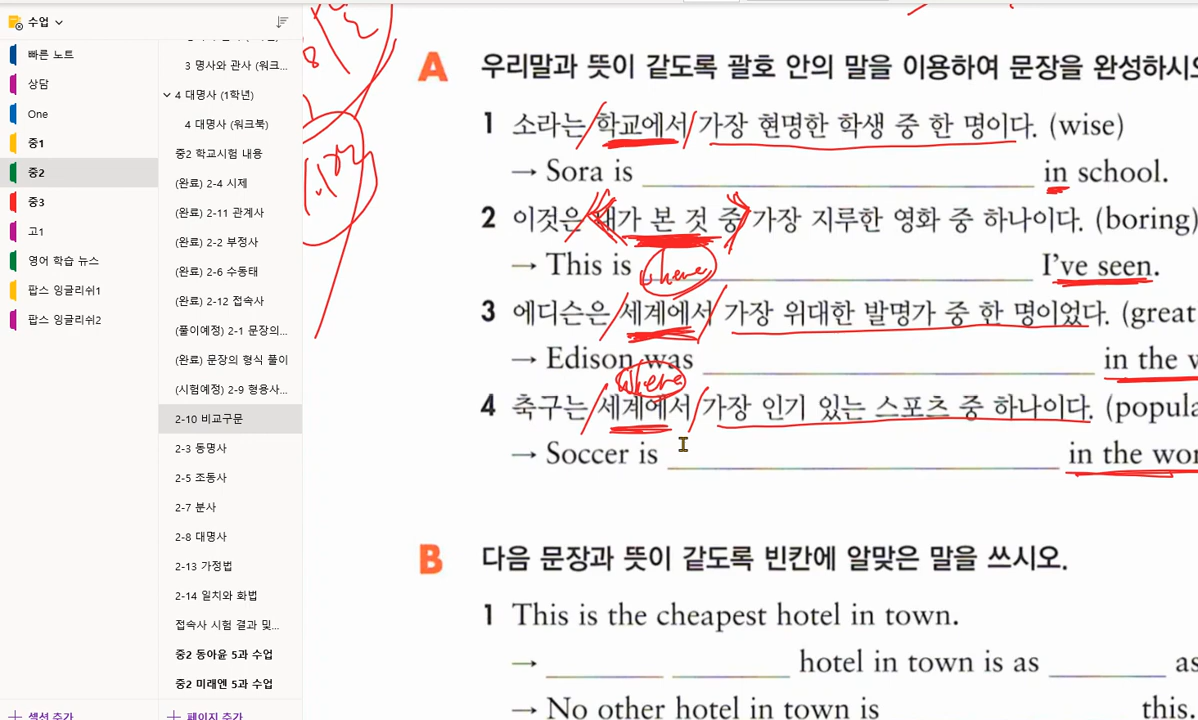 수업
빠른 노트
상담
One
중1
중2
중3
고1
영어 학습 뉴스
팝스 잉글리쉬1
팝스 잉글리쉬2
섹션 추가
3 명사와 관사 (워크...
4 대명사 (1학년)
4 대명사 (워크북)
중2 학교시험 내용
(완료) 2-4 시제
(완료) 2-11 관계사
(완료) 2-2 부정사
(완료) 2-6 수동태
(완료) 2-12 접속사
(풀이예정) 2-1 문장의...
(완료) 문장의 형식 풀이
(시험예정) 2-9 형용사...
2-10 비교구문
2-3 동명사
2-5 조동사
2-7 분사
2-8 대명사
2-13 가정법
2-14 일치와 화법
접속사 시험 결과 및...
중2 동아윤 5과 수업
중2 미래엔 5과 수업
페이지 추가
A 우리말과 뜻이 같도록 괄호 안의 말을 이용하여 문장을 완성하시오
1 소라는 학교에서 가장 현명한 학생 중 한 명이다. (wise)
→ Sora is in school.
2 이것은 내가 본 것 중 가장 지루한 영화 중 하나이다. (boring)
→ This is I've seen.
where
3 에디슨은 세계에서 가장 위대한 발명가 중 한 명이었다. (great
→ Edison was in the w
where
4 축구는 세계에서 가장 인기 있는 스포츠 중 하나이다. (popula
→ Soccer is in the wor
B 다음 문장과 뜻이 같도록 빈칸에 알맞은 말을 쓰시오.
1 This is the cheapest hotel in town.
→ hotel in town is as as
→ No other hotel in town is this.